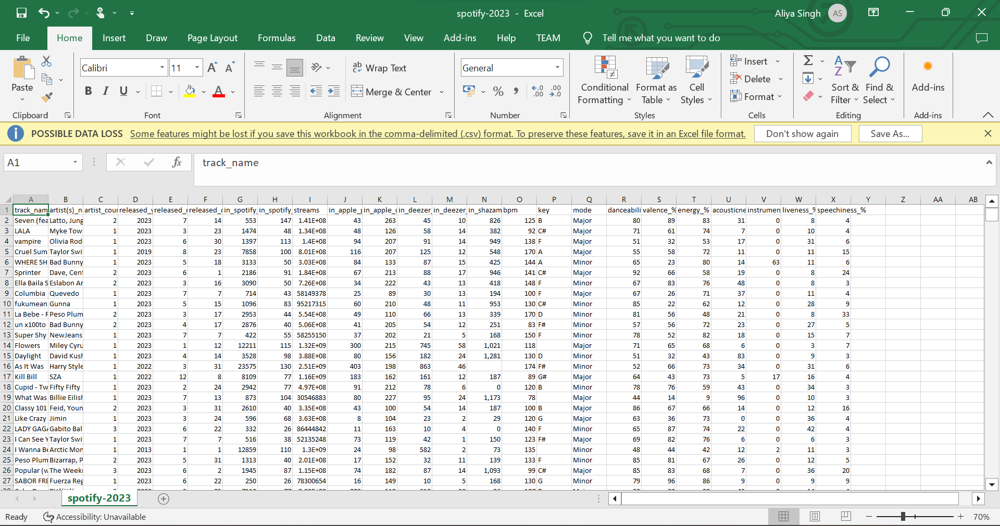 spotify-2023 - Excel
Aliya Singh AS
File Home Insert Draw Page Layout Formulas Data Review View Add-ins Help TEAM Tell me what you want to do
Paste
Clipboard
Calibri 11
B I U
Font
Wrap Text
Merge & Center
Alignment
General
Number
Conditional Formatting
Format as Table
Cell Styles
Styles
Insert
Delete
Format
Cells
Sort & Filter
Find & Select
Editing
Add-ins
Add-ins
POSSIBLE DATA LOSS Some features might be lost if you save this workbook in the comma-delimited (.csv) format. To preserve these features, save it in an Excel file format. Don't show again Save As...
A1 fx track_name
A B C D E F G H I J K L M N O P Q R S T U V W X Y Z AA AB
1 track_nam artist(s)_n artist_cour released_y released_r released_c in_spotify_ in_spotify_ streams in_apple_p in_apple_c in_deezer_ in_deezer_ in_shazam bpm key mode danceabili valence_% energy_% acousticne instrumen liveness_% speechiness_%
2 Seven (fea Latto, Jung 2 2023 7 14 553 147 1.41E+08 43 263 45 10 826 125 B Major 80 89 83 31 0 8 4
3 LALA Myke Tow 1 2023 3 23 1474 48 1.34E+08 48 126 58 14 382 92 C# Major 71 61 74 7 0 10 4
4 vampire Olivia Rod 1 2023 6 30 1397 113 1.4E+08 94 207 91 14 949 138 F Major 51 32 53 17 0 31 6
5 Cruel Sum Taylor Swi 1 2019 8 23 7858 100 8.01E+08 116 207 125 12 548 170 A Major 55 58 72 11 0 11 15
6 WHERE SH Bad Bunny 1 2023 5 18 3133 50 3.03E+08 84 133 87 15 425 144 A Minor 65 23 80 14 63 11 6
7 Sprinter Dave, Cent 2 2023 6 1 2186 91 1.84E+08 67 213 88 17 946 141 C# Major 92 66 58 19 0 8 24
8 Ella Baila S Eslabon Ar 2 2023 3 16 3090 50 7.26E+08 34 222 43 13 418 148 F Minor 67 83 76 48 0 8 3
9 Columbia Quevedo 1 2023 7 7 714 43 58149378 25 89 30 13 194 100 F Major 67 26 71 37 0 11 4
10 fukumean Gunna 1 2023 5 15 1096 83 95217315 60 210 48 11 953 130 C# Minor 85 22 62 12 0 28 9
11 La Bebe - F Peso Plum 2 2023 3 17 2953 44 5.54E+08 49 110 66 13 339 170 D Minor 81 56 48 21 0 8 33
12 un x100to Bad Bunny 2 2023 4 17 2876 40 5.06E+08 41 205 54 12 251 83 F# Minor 57 56 72 23 0 27 5
13 Super Shy NewJeans 1 2023 7 7 422 55 58255150 37 202 21 5 168 150 F Minor 78 52 82 18 0 15 7
14 Flowers Miley Cyru 1 2023 1 12 12211 115 1.32E+09 300 215 745 58 1,021 118 Major 71 65 68 6 0 3 7
15 Daylight David Kush 1 2023 4 14 3528 98 3.88E+08 80 156 182 24 1,281 130 D Minor 51 32 43 83 0 9 3
16 As It Was Harry Style 1 2022 3 31 23575 130 2.51E+09 403 198 863 46 174 F# Minor 52 66 73 34 0 31 6
17 Kill Bill SZA 1 2022 12 8 8109 77 1.16E+09 183 162 161 12 187 89 G# Major 64 43 73 5 17 16 4
18 Cupid - Tw Fifty Fifty 1 2023 2 24 2942 77 4.97E+08 91 212 78 6 0 120 B Minor 78 76 59 43 0 34 3
19 What Was Billie Eilish 1 2023 7 13 873 104 30546883 80 227 95 24 1,173 78 Major 44 14 9 96 0 10 3
20 Classy 101 Feid, Youn 2 2023 3 31 2610 40 3.35E+08 43 100 54 14 187 100 B Major 86 67 66 14 0 12 16
21 Like Crazy Jimin 1 2023 3 24 596 68 3.63E+08 8 104 23 2 29 120 G Major 63 36 73 0 0 36 4
22 LADY GAGA Gabito Bal 3 2023 6 22 332 26 86444842 11 163 10 4 0 140 F Minor 65 87 74 22 0 42 4
23 I Can See Y Taylor Swi 1 2023 7 7 516 38 52135248 73 119 42 1 150 123 F# Major 69 82 76 6 0 6 3
24 I Wanna Be Arctic Mon 1 2013 1 1 12859 110 1.3E+09 24 98 582 2 73 135 Minor 48 44 42 12 2 11 3
25 Peso Plum Bizarrap, P 2 2023 5 31 1313 40 2.01E+08 17 152 32 11 139 133 F Minor 85 81 67 26 0 12 5
26 Popular (w The Week 3 2023 6 2 1945 87 1.15E+08 74 182 87 14 1,093 99 C# Major 85 83 68 7 0 36 20
27 SABOR FRE Fuerza Reg 1 2023 6 22 250 26 78300654 16 149 10 5 168 130 G Minor 79 96 86 9 0 9 9
spotify-2023
Ready Accessibility: Unavailable 70%